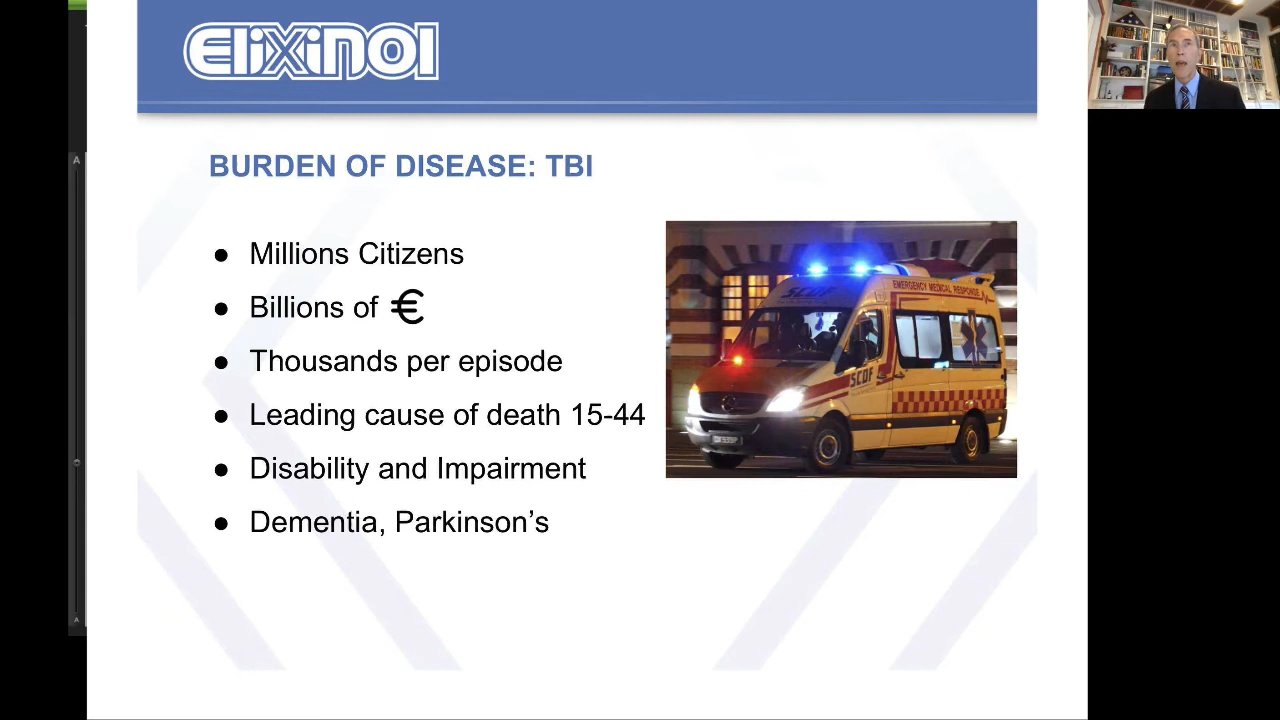 Elixinol
BURDEN OF DISEASE: TBI
● Millions Citizens
● Billions of €
● Thousands per episode
● Leading cause of death 15-44
● Disability and Impairment
● Dementia, Parkinson’s
SCDF
EMERGENCY MEDICAL RESPONSE
SCDF
A
A